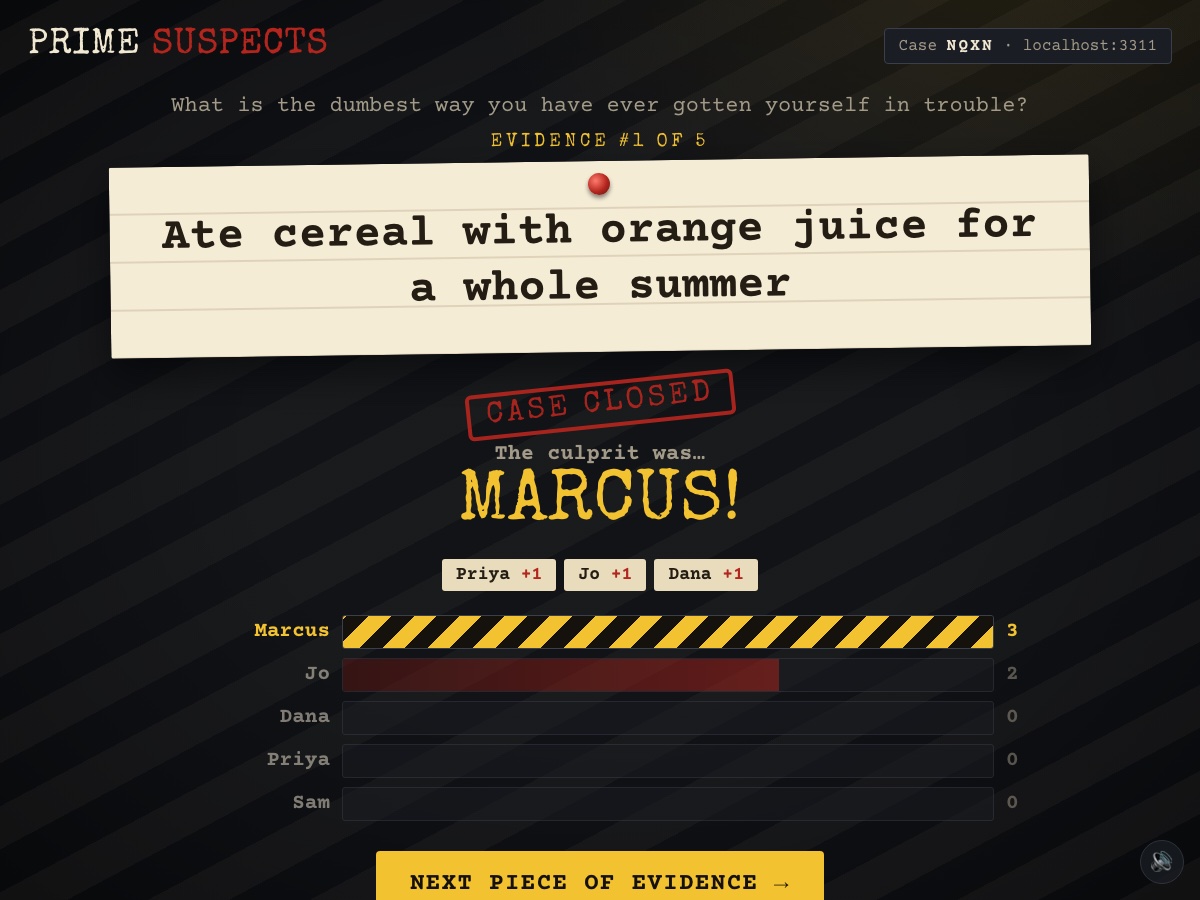 PRIME SUSPECTS
Case NQXN · localhost:3311
What is the dumbest way you have ever gotten yourself in trouble?
EVIDENCE #1 OF 5
Ate cereal with orange juice for
a whole summer
CASE CLOSED
The culprit was…
MARCUS!
Priya +1 Jo +1 Dana +1
Marcus 3
Jo 2
Dana 0
Priya 0
Sam 0
NEXT PIECE OF EVIDENCE →